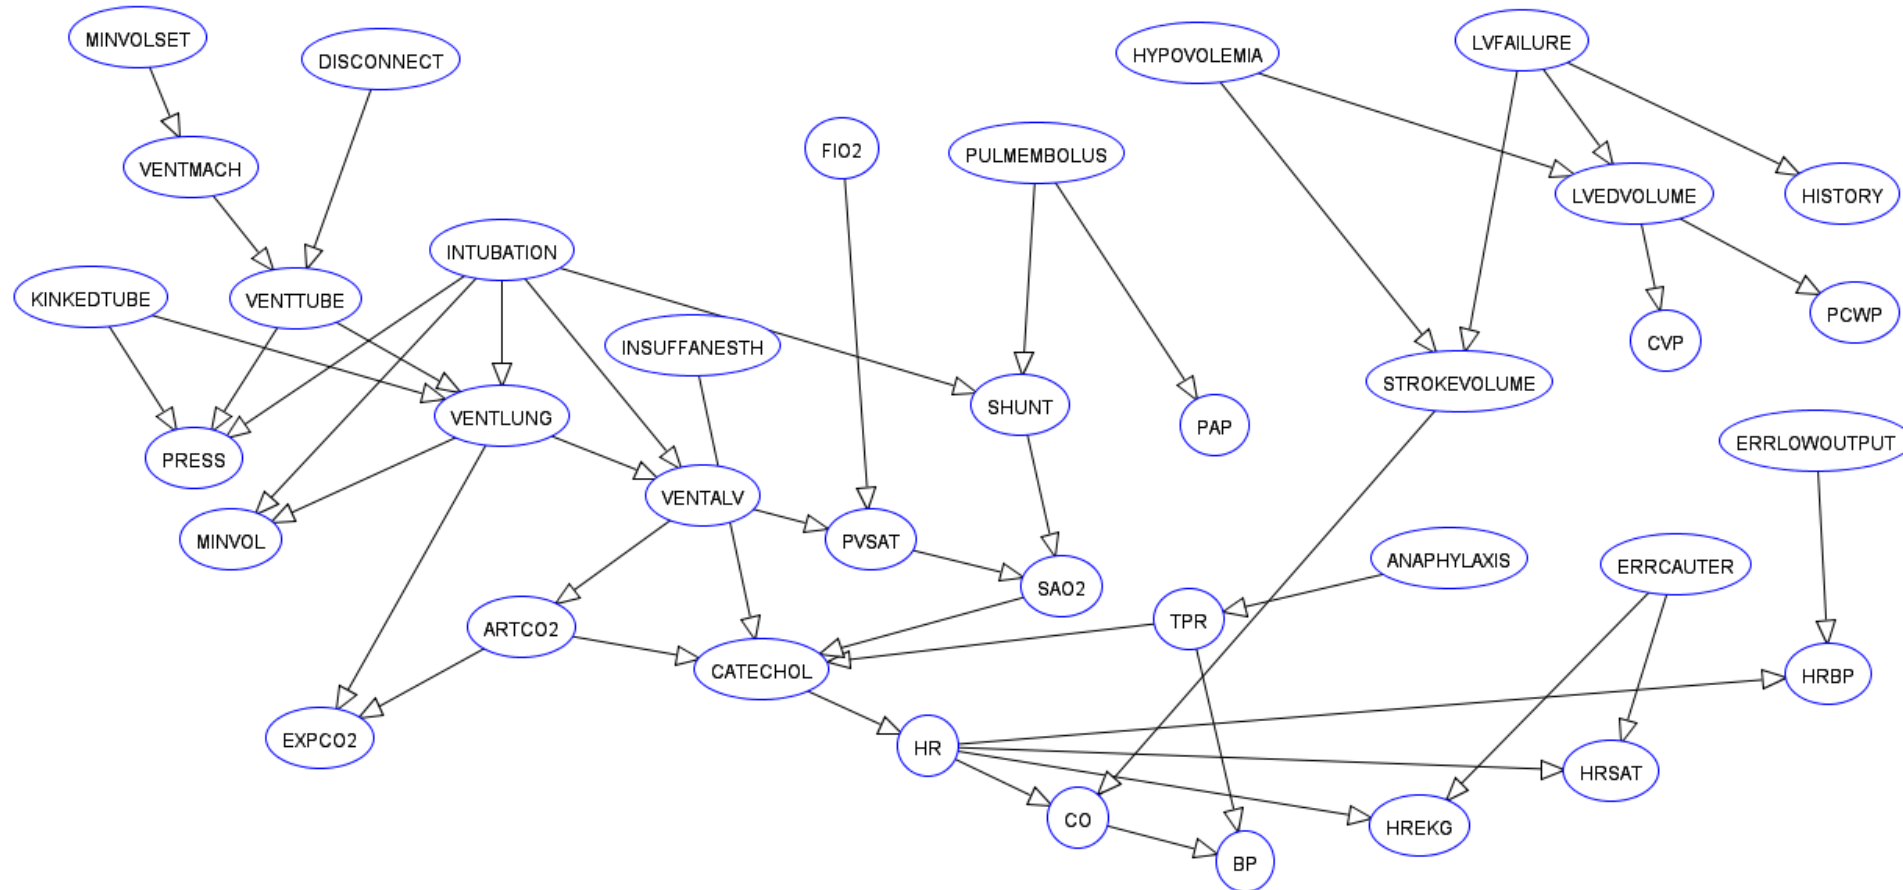 MINVOLSET
DISCONNECT
HYPOVOLEMIA
LVFAILURE
FIO2
PULMEMBOLUS
VENTMACH
LVEDVOLUME
HISTORY
INTUBATION
KINKEDTUBE
VENTTUBE
INSUFFANESTH
PCWP
CVP
STROKEVOLUME
SHUNT
PAP
VENTLUNG
ERRLOWOUTPUT
PRESS
VENTALV
MINVOL
PVSAT
ANAPHYLAXIS
ERRCAUTER
SAO2
TPR
ARTCO2
CATECHOL
HRBP
EXPCO2
HR
HRSAT
CO
HREKG
BP